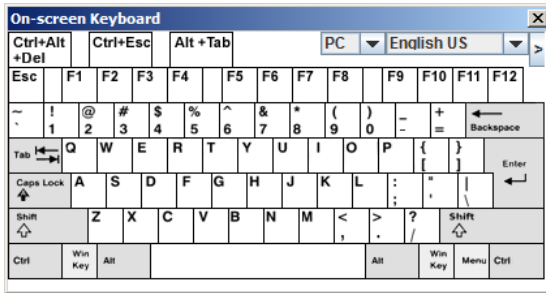 On-screen Keyboard X
Ctrl+Alt +Del Ctrl+Esc Alt +Tab PC English US >
Esc F1 F2 F3 F4 F5 F6 F7 F8 F9 F10 F11 F12
~ ! @ # $ % ^ & * ( ) _ +
` 1 2 3 4 5 6 7 8 9 0 - = Backspace
Tab Q W E R T Y U I O P { }
[ ] Enter
Caps Lock A S D F G H J K L : " |
; ' \
Shift Z X C V B N M < > ? Shift
, . /
Ctrl Win Key Alt Alt Win Key Menu Ctrl